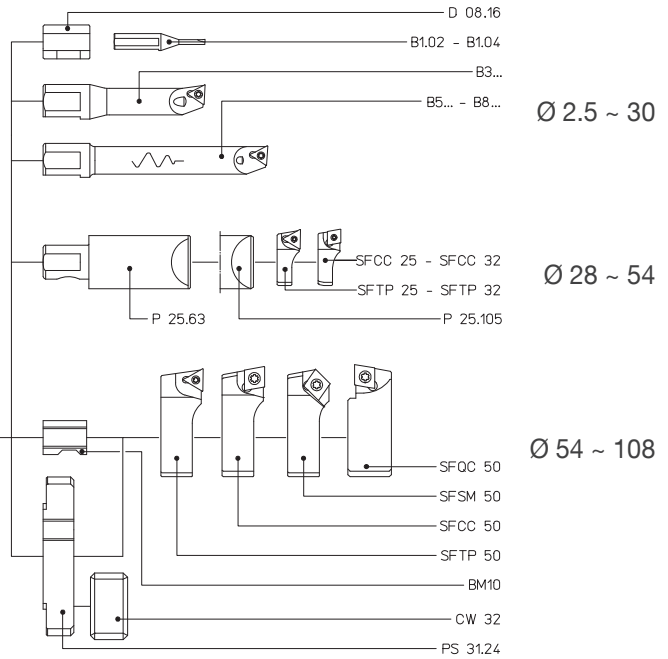 D 08.16
B1.02 - B1.04
B3...
B5... - B8...
Ø 2.5 ~ 30
SFCC 25 - SFCC 32
SFTP 25 - SFTP 32
Ø 28 ~ 54
P 25.63
P 25.105
Ø 54 ~ 108
SFQC 50
SFSM 50
SFCC 50
SFTP 50
BM10
CW 32
PS 31.24